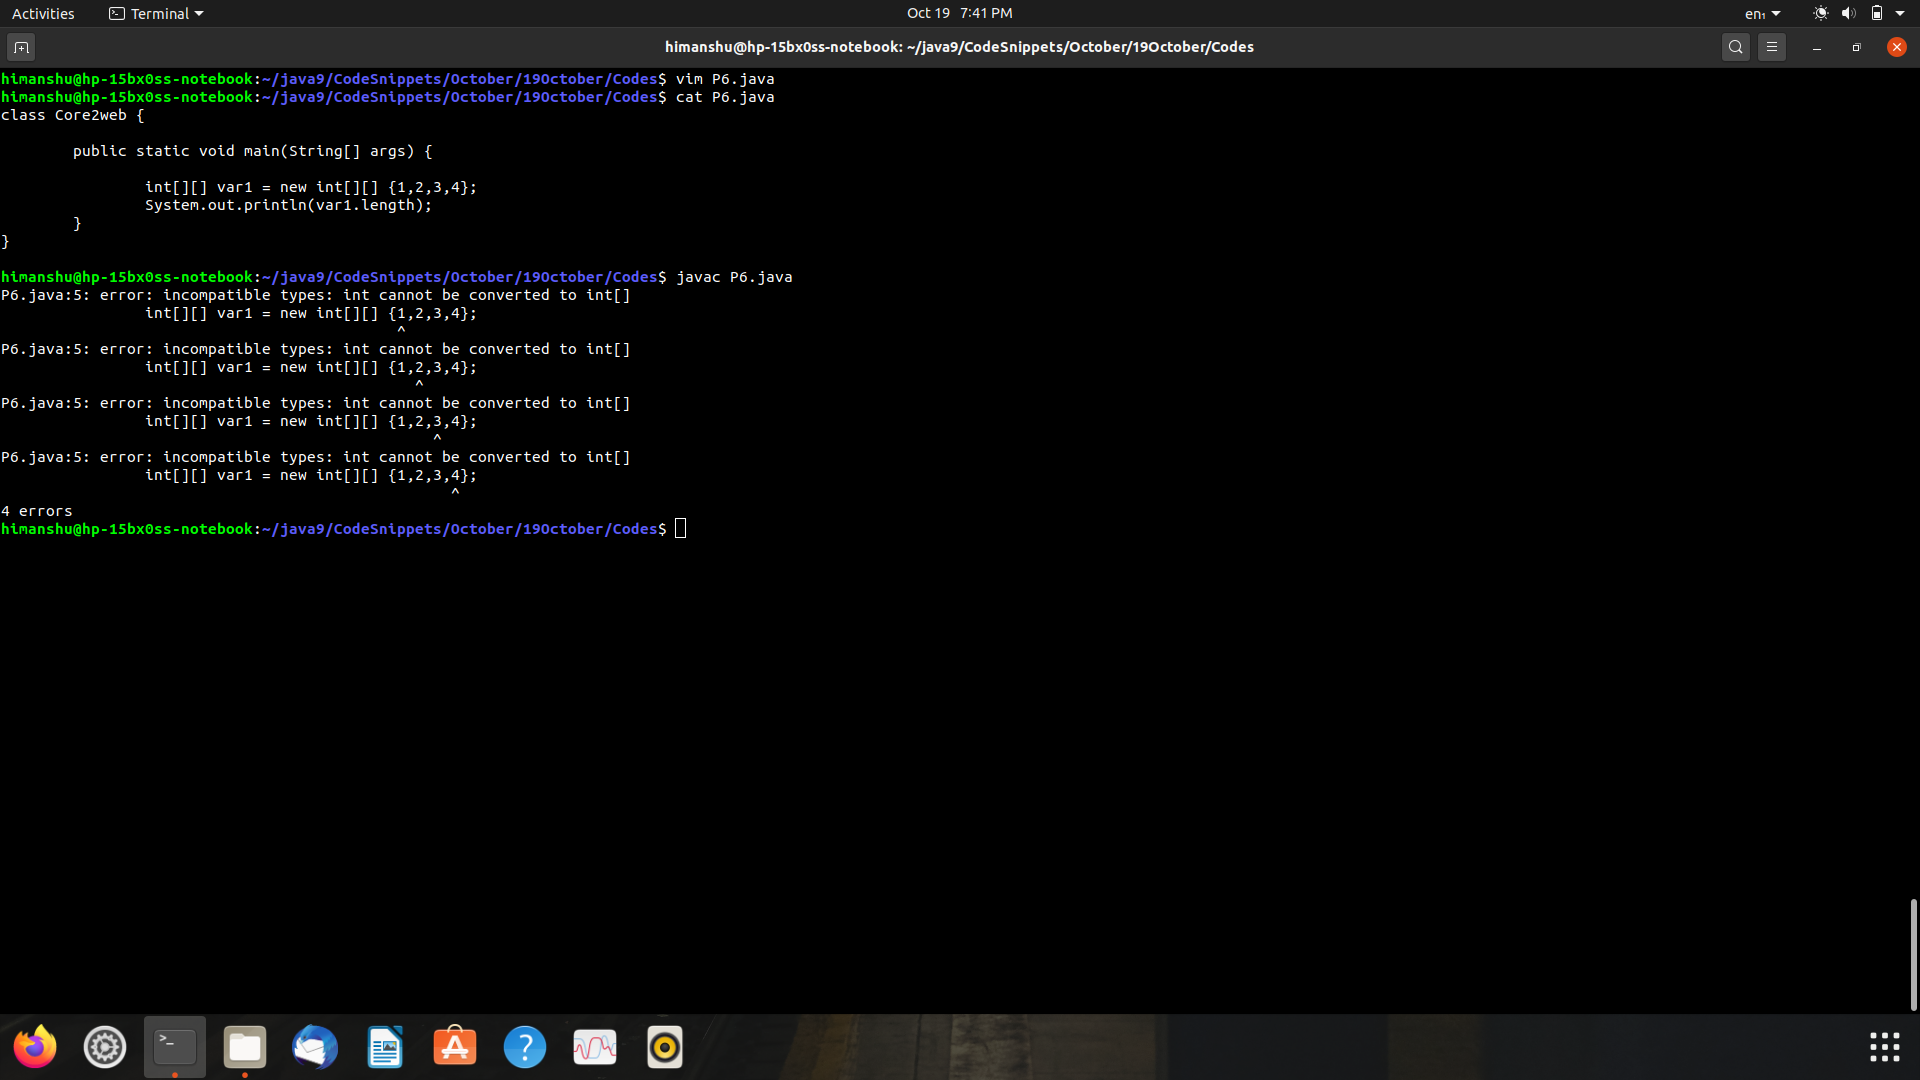 Activities Terminal Oct 19 7:41 PM en₁
himanshu@hp-15bx0ss-notebook: ~/java9/CodeSnippets/October/19October/Codes
himanshu@hp-15bx0ss-notebook:~/java9/CodeSnippets/October/19October/Codes$ vim P6.java
himanshu@hp-15bx0ss-notebook:~/java9/CodeSnippets/October/19October/Codes$ cat P6.java
class Core2web {
        public static void main(String[] args) {
                int[][] var1 = new int[][] {1,2,3,4};
                System.out.println(var1.length);
        }
}
himanshu@hp-15bx0ss-notebook:~/java9/CodeSnippets/October/19October/Codes$ javac P6.java
P6.java:5: error: incompatible types: int cannot be converted to int[]
                int[][] var1 = new int[][] {1,2,3,4};
                                            ^
P6.java:5: error: incompatible types: int cannot be converted to int[]
                int[][] var1 = new int[][] {1,2,3,4};
                                              ^
P6.java:5: error: incompatible types: int cannot be converted to int[]
                int[][] var1 = new int[][] {1,2,3,4};
                                                ^
P6.java:5: error: incompatible types: int cannot be converted to int[]
                int[][] var1 = new int[][] {1,2,3,4};
                                                  ^
4 errors
himanshu@hp-15bx0ss-notebook:~/java9/CodeSnippets/October/19October/Codes$